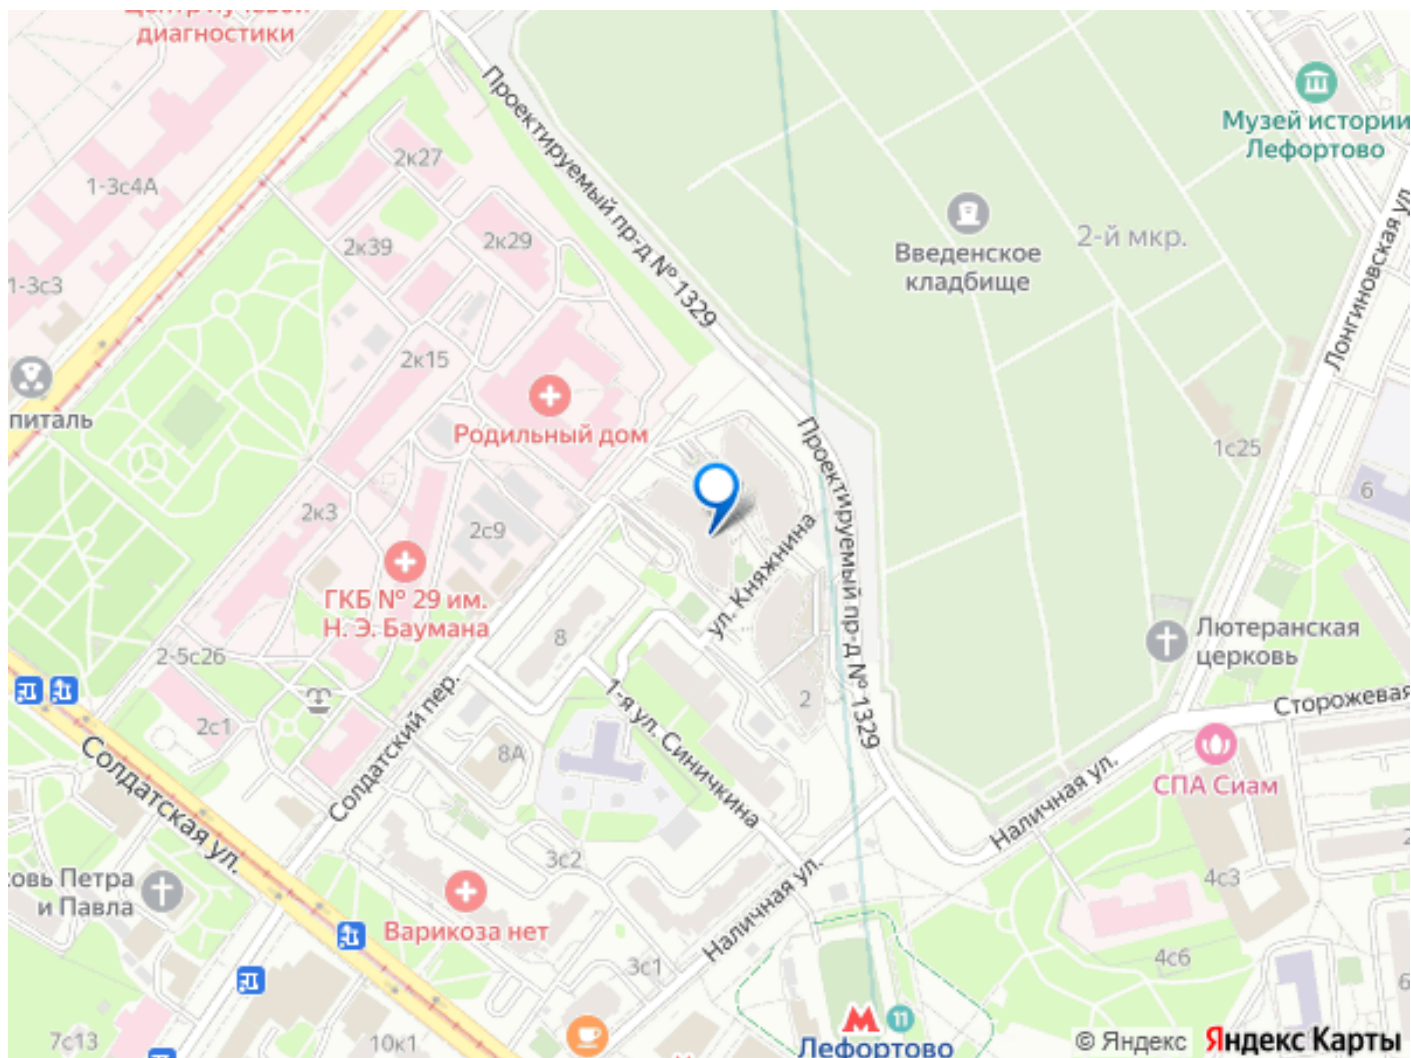 диагностики
1-3с4А
1-3с3
питаль
2к27
2к39
2к29
2к15
Родильный дом
2к3
2с9
ГКБ № 29 им.
Н. Э. Баумана
2-5с26
2с1
Проектируемый пр-д № 1329
Музей истории
Лефортово
Введенское
кладбище
2-й мкр.
Лонгиновская ул
1с25
6
Проектируемый пр-д № 1329
ул. Княжнина
8
2
Лютеранская
церковь
Сторожевая
СПА Сиам
Солдатский пер.
8А
1-я ул. Синичкина
Солдатская ул.
3с2
Наличная ул.
овь Петра
и Павла
Варикоза нет
Наличная ул.
3с1
4с3
4с6
7с13
10к1
11
Лефортово
© Яндекс
Яндекс Карты